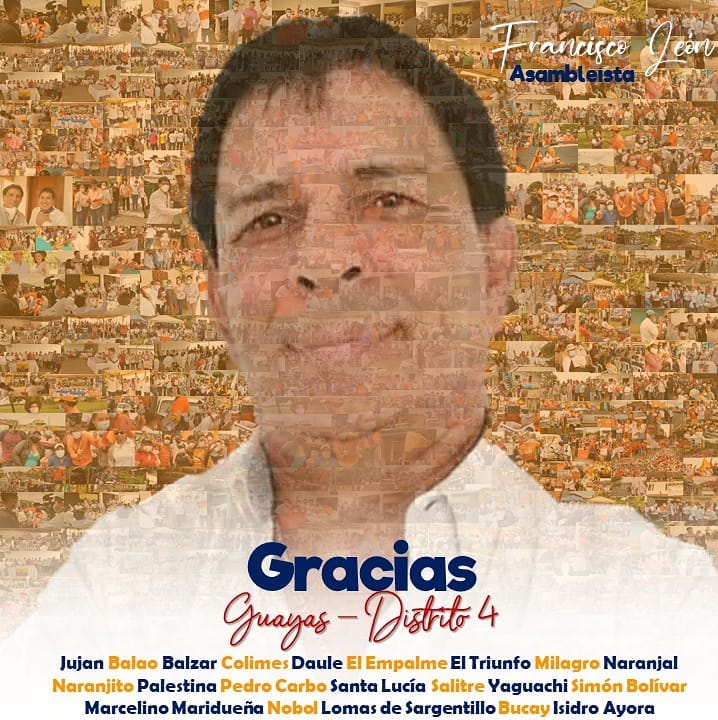 Francisco León
Asambleista
Gracias
Guayas – Distrito 4
Jujan Balao Balzar Colimes Daule El Empalme El Triunfo Milagro Naranjal
Naranjito Palestina Pedro Carbo Santa Lucía Salitre Yaguachi Simón Bolívar
Marcelino Maridueña Nobol Lomas de Sargentillo Bucay Isidro Ayora